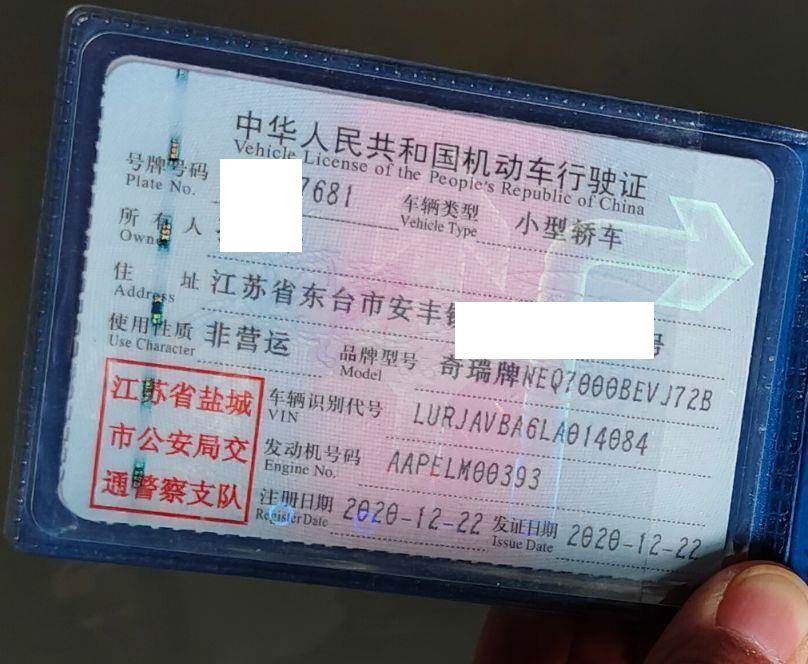 中华人民共和国机动车行驶证
Vehicle License of the People's Republic of China
号牌号码 7681 车辆类型 小型轿车
Plate No. Vehicle Type
所有人
Owner
住址 江苏省东台市安丰镇 号
Address
使用性质 非营运 品牌型号 奇瑞牌NEQ7000BEVJ72B
Use Character Model
江苏省盐城
市公安局交
通警察支队
车辆识别代号 LURJAVBA6LA014084
VIN
发动机号码 AAPELM00393
Engine No.
注册日期 2020-12-22 发证日期 2020-12-22
Register Date Issue Date